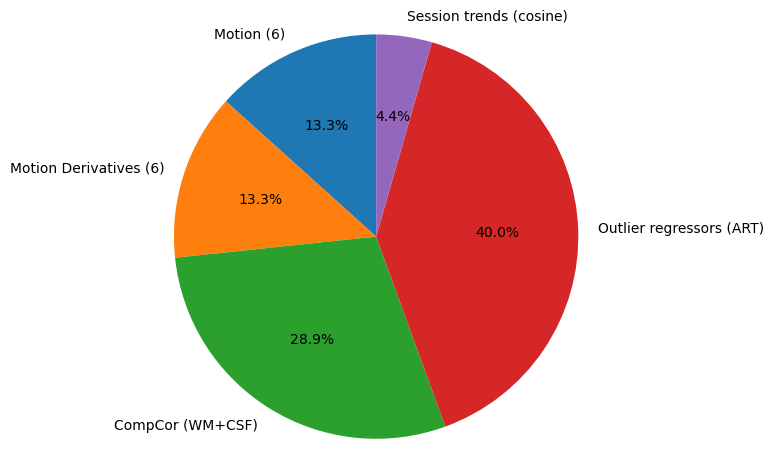 Session trends (cosine)
Motion (6)
4.4%
13.3%
Motion Derivatives (6)
13.3%
40.0%
Outlier regressors (ART)
28.9%
CompCor (WM+CSF)